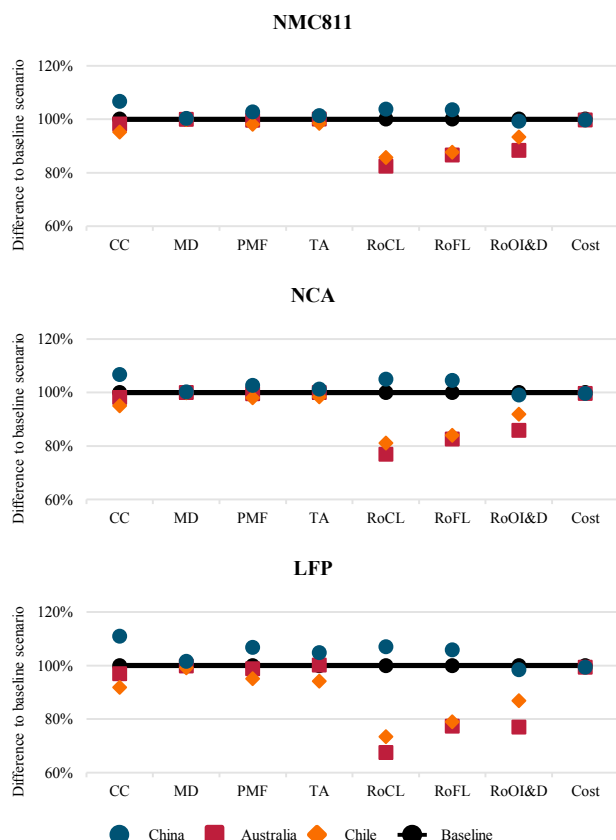 NMC811
Difference to baseline scenario
120%
100%
80%
60%
CC MD PMF TA RoCL RoFL RoOI&D Cost
NCA
Difference to baseline scenario
120%
100%
80%
60%
CC MD PMF TA RoCL RoFL RoOI&D Cost
LFP
Difference to baseline scenario
120%
100%
80%
60%
CC MD PMF TA RoCL RoFL RoOI&D Cost
China Australia Chile Baseline